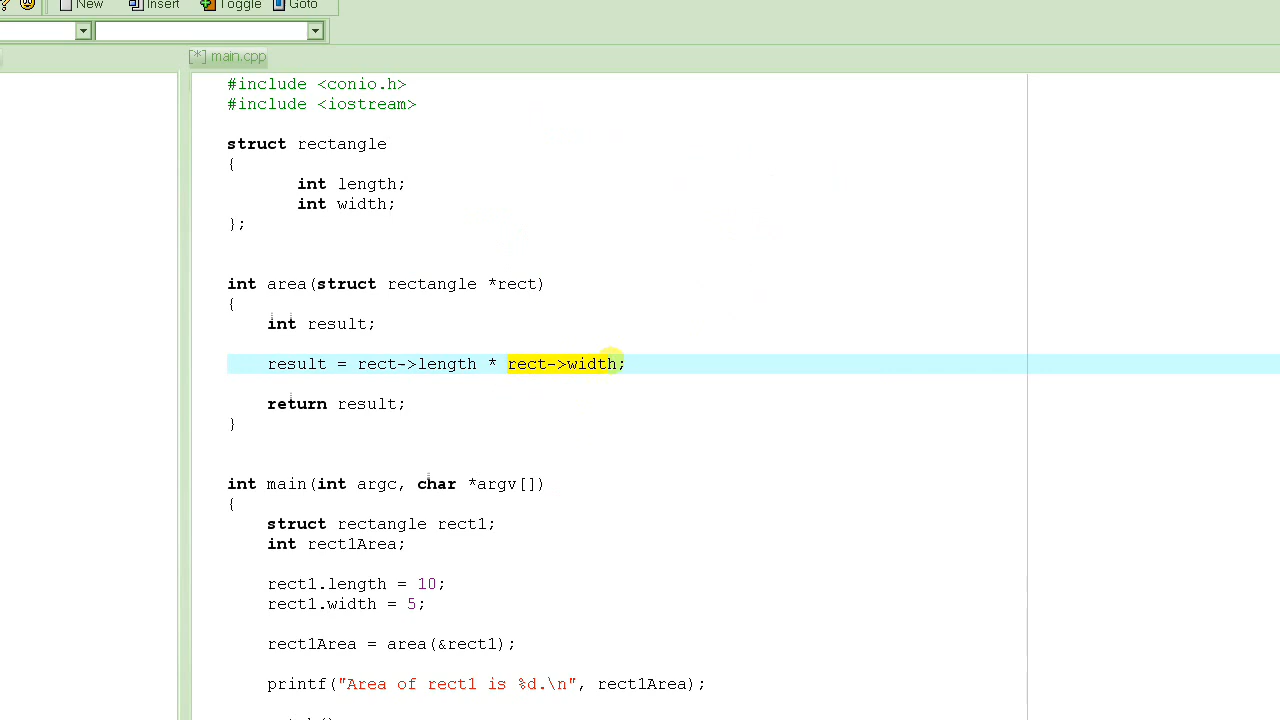 New Insert Toggle Goto
[*] main.cpp
#include <conio.h>
#include <iostream>
struct rectangle
{
int length;
int width;
};
int area(struct rectangle *rect)
{
int result;
result = rect->length * rect->width;
return result;
}
int main(int argc, char *argv[])
{
struct rectangle rect1;
int rect1Area;
rect1.length = 10;
rect1.width = 5;
rect1Area = area(&rect1);
printf("Area of rect1 is %d.\n", rect1Area);